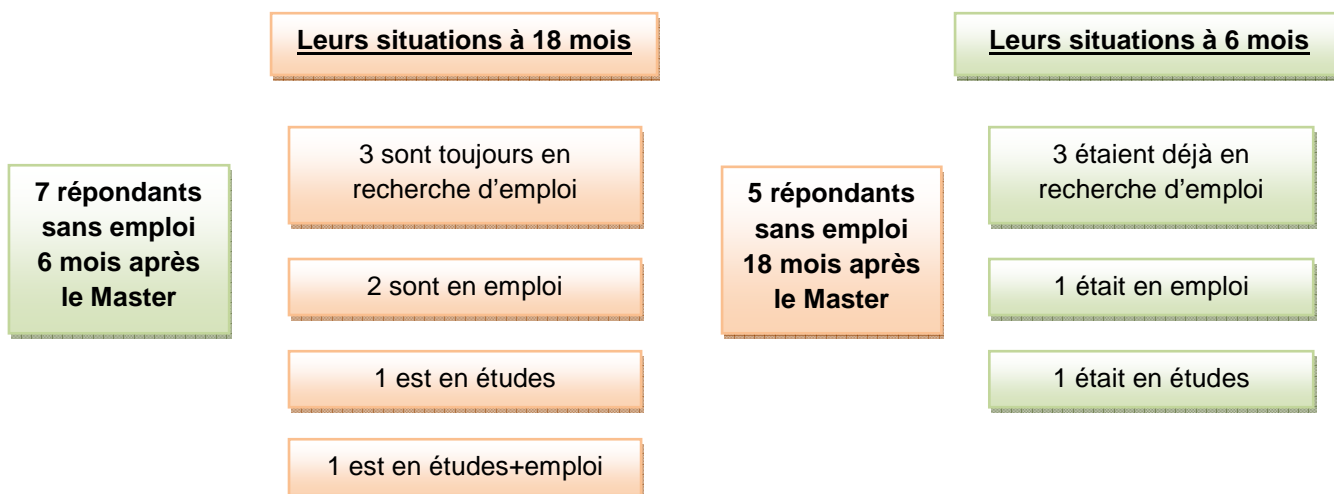 Leurs situations à 18 mois
7 répondants
sans emploi
6 mois après
le Master
3 sont toujours en
recherche d'emploi
2 sont en emploi
1 est en études
1 est en études+emploi
Leurs situations à 6 mois
5 répondants
sans emploi
18 mois après
le Master
3 étaient déjà en
recherche d'emploi
1 était en emploi
1 était en études